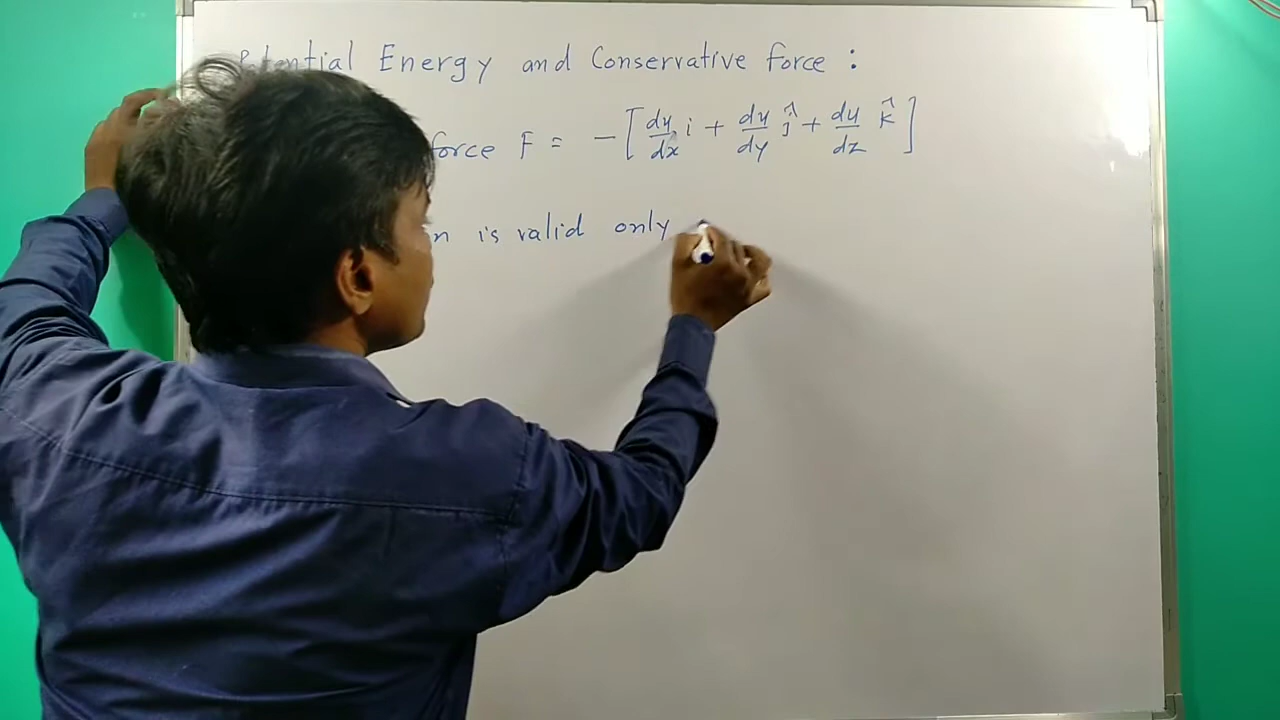 Potential Energy and Conservative force :
force F = - [ du/dx i + du/dy ĵ + du/dz k̂ ]
n is valid only